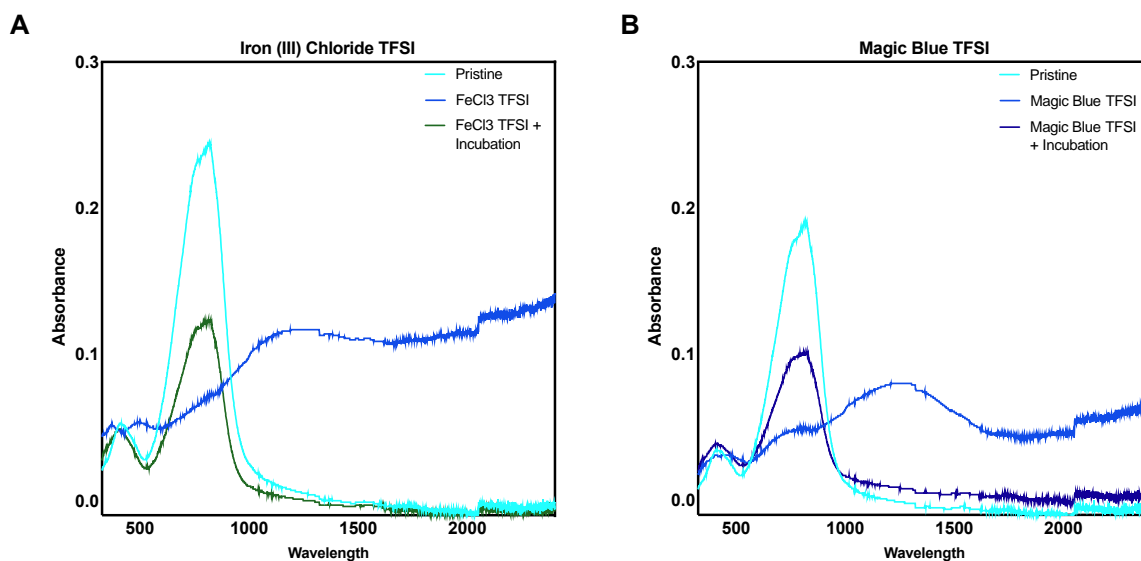 A
Iron (III) Chloride TFSI
0.3
0.2
0.1
0.0
Absorbance
Pristine
FeCl3 TFSI
FeCl3 TFSI +
Incubation
500
1000
1500
2000
Wavelength
B
Magic Blue TFSI
0.3
0.2
0.1
0.0
Absorbance
Pristine
Magic Blue TFSI
Magic Blue TFSI
+ Incubation
500
1000
1500
2000
Wavelength